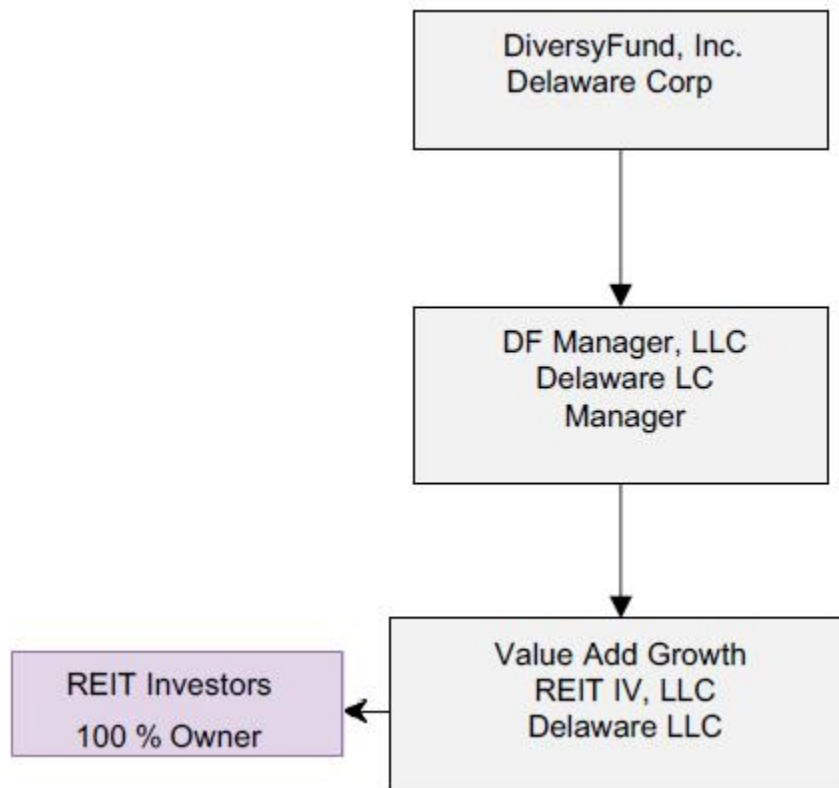 DiversyFund, Inc.
Delaware Corp
DF Manager, LLC
Delaware LC
Manager
Value Add Growth
REIT IV, LLC
Delaware LLC
REIT Investors
100 % Owner